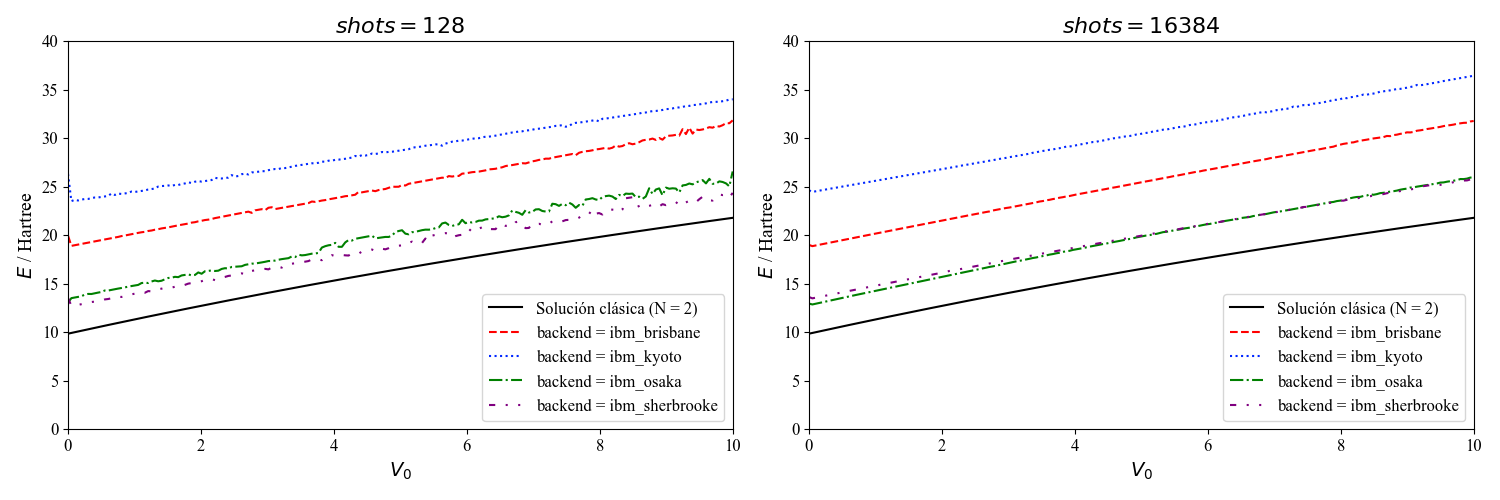 shots = 128
40
35
30
25
20
15
10
5
0
E / Hartree
0 2 4 6 8 10
V₀
Solución clásica (N = 2)
backend = ibm_brisbane
backend = ibm_kyoto
backend = ibm_osaka
backend = ibm_sherbrooke
shots = 16384
40
35
30
25
20
15
10
5
0
E / Hartree
0 2 4 6 8 10
V₀
Solución clásica (N = 2)
backend = ibm_brisbane
backend = ibm_kyoto
backend = ibm_osaka
backend = ibm_sherbrooke